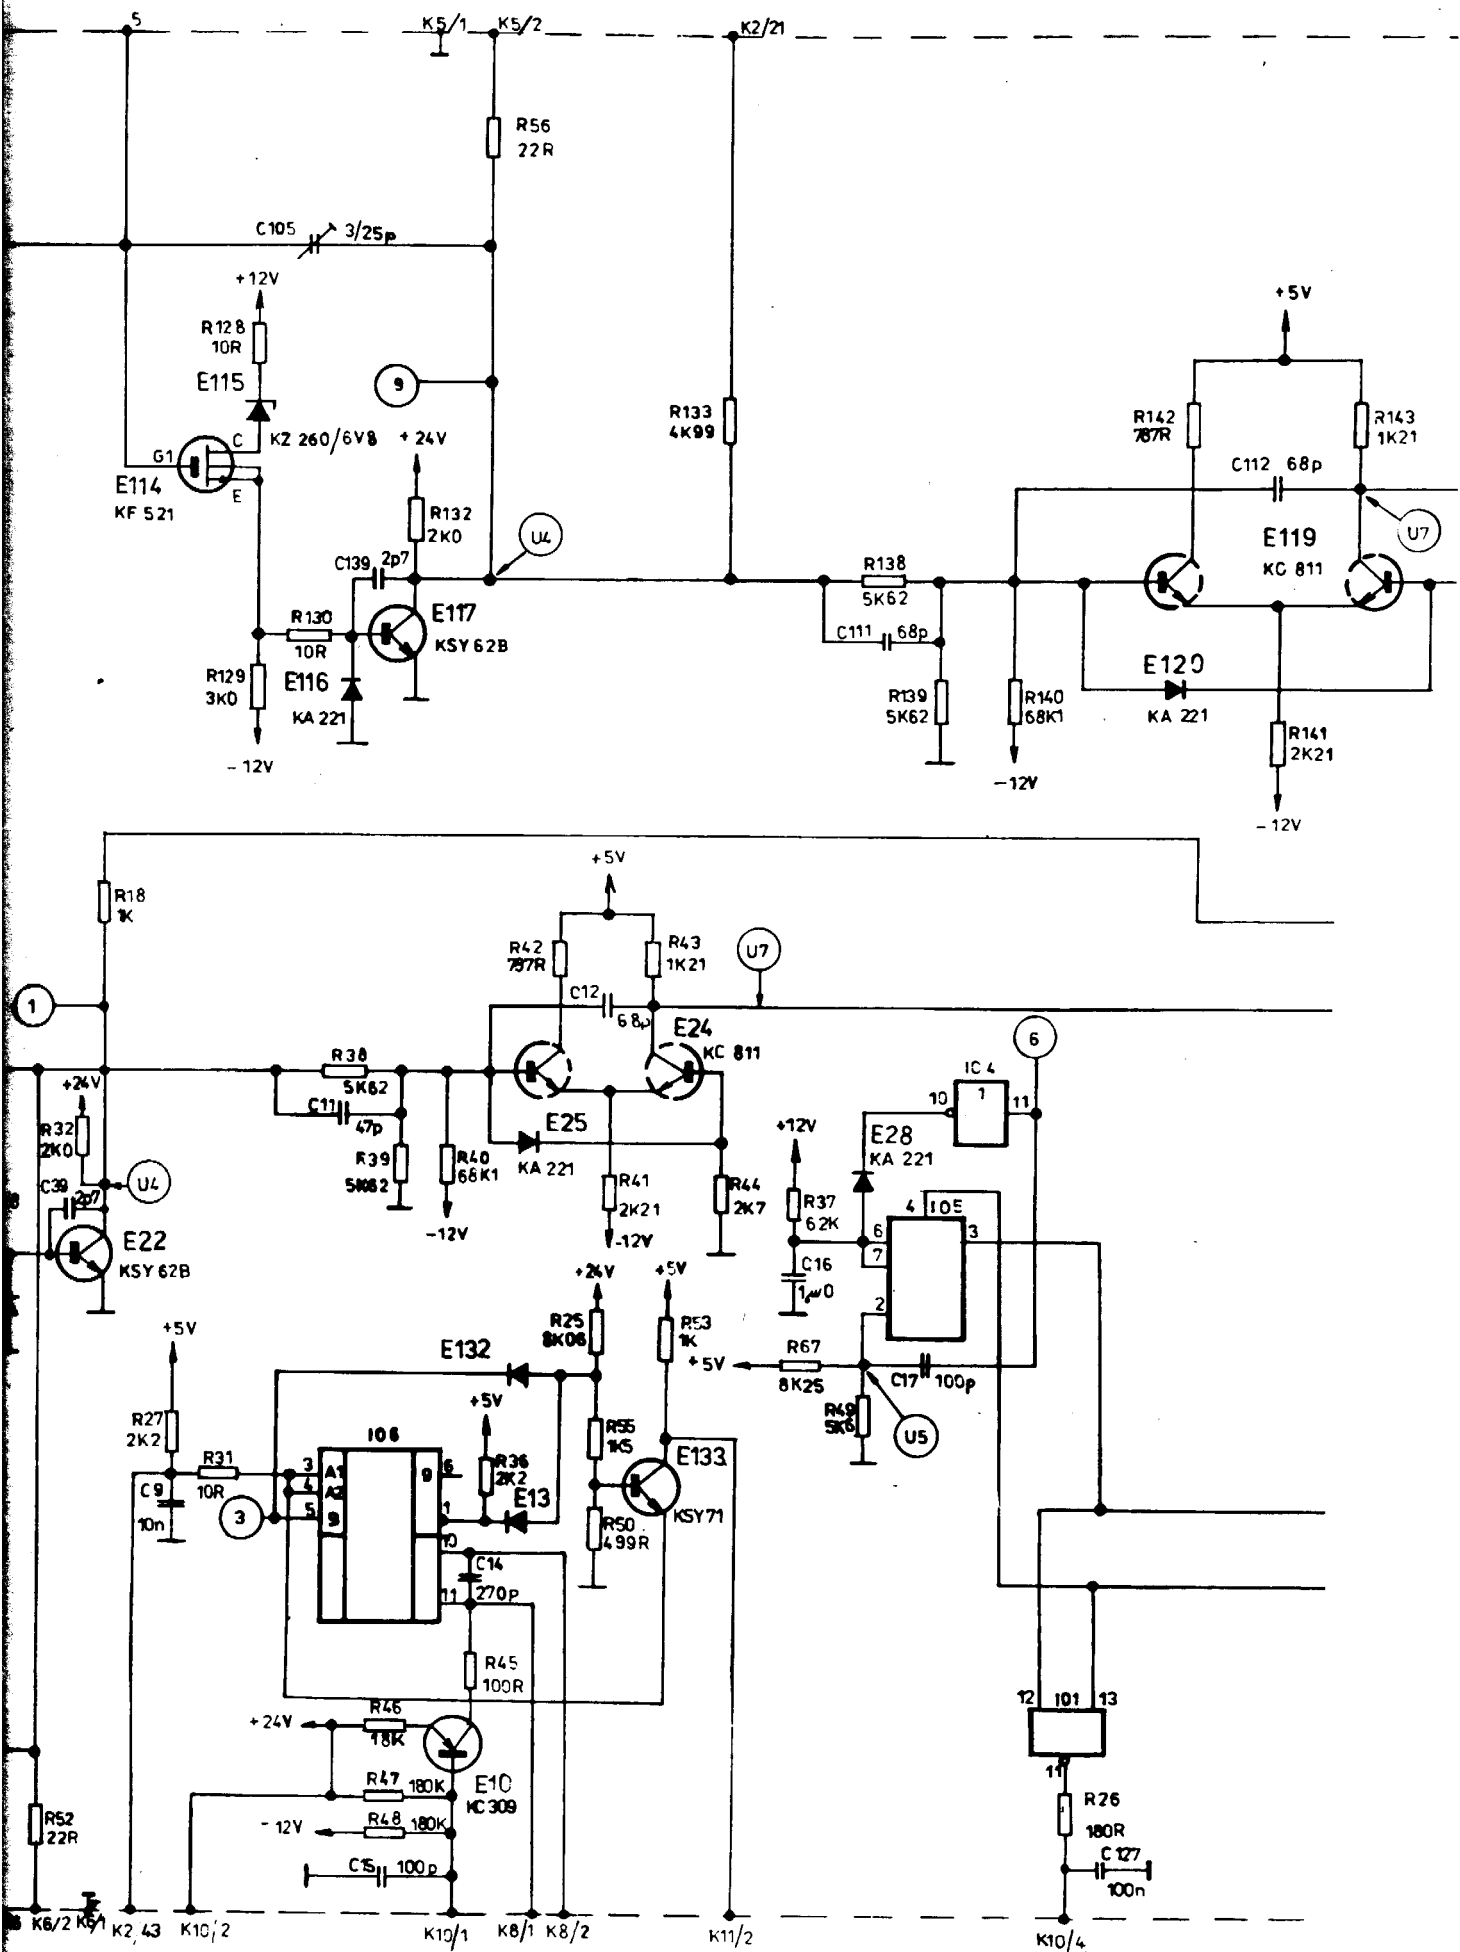 5
K5/1
K5/2
K2/21
R56
22R
C105
3/25p
+12V
R128
10R
E115
KZ 260/6V8
+24V
9
R133
4K99
+5V
R142
787R
R143
1K21
C112
68p
G1
C
E
E114
KF 521
R132
2K0
U4
U7
C139
2p7
R138
5K62
E119
KC 811
R130
10R
E117
KSY 62B
C111
68p
R129
3K0
E116
KA 221
R139
5K62
R140
68K1
E120
KA 221
R141
2K21
-12V
-12V
-12V
+5V
R18
1K
R42
787R
R43
1K21
U7
C12
68p
1
E24
KC 811
6
R38
5K62
+24V
IC4
10
1
11
C11
47p
R32
2K0
+12V
E28
KA 221
E25
KA 221
R39
5K62
R40
68K1
R41
2K21
R44
2K7
U4
C39
2p7
R37
62K
4
IO5
6
7
3
-12V
-12V
E22
KSY 62B
C16
1µ0
2
+24V
+5V
+5V
R25
8K06
R53
1K
E132
+5V
R67
8K25
C17
100p
+5V
R27
2K2
R49
5K6
U5
IO6
R55
1K5
E133
R31
10R
3
A1
4
A2
5
B
9
6
1
R36
2K2
E13
C9
10n
3
R50
499R
KSY71
10
C14
270p
11
R45
100R
R46
18K
+24V
12
IO1
13
11
R47
180K
E10
KC 309
R48
180K
-12V
R26
180R
R52
22R
C15
100p
C127
100n
K6/2
K6/1
K2/43
K10/2
K10/1
K8/1
K8/2
K11/2
K10/4